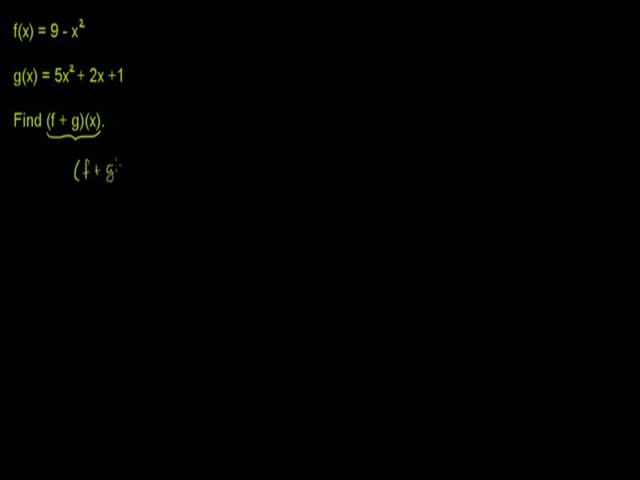 f(x) = 9 - x²
g(x) = 5x² + 2x +1
Find (f + g)(x).
(f + g